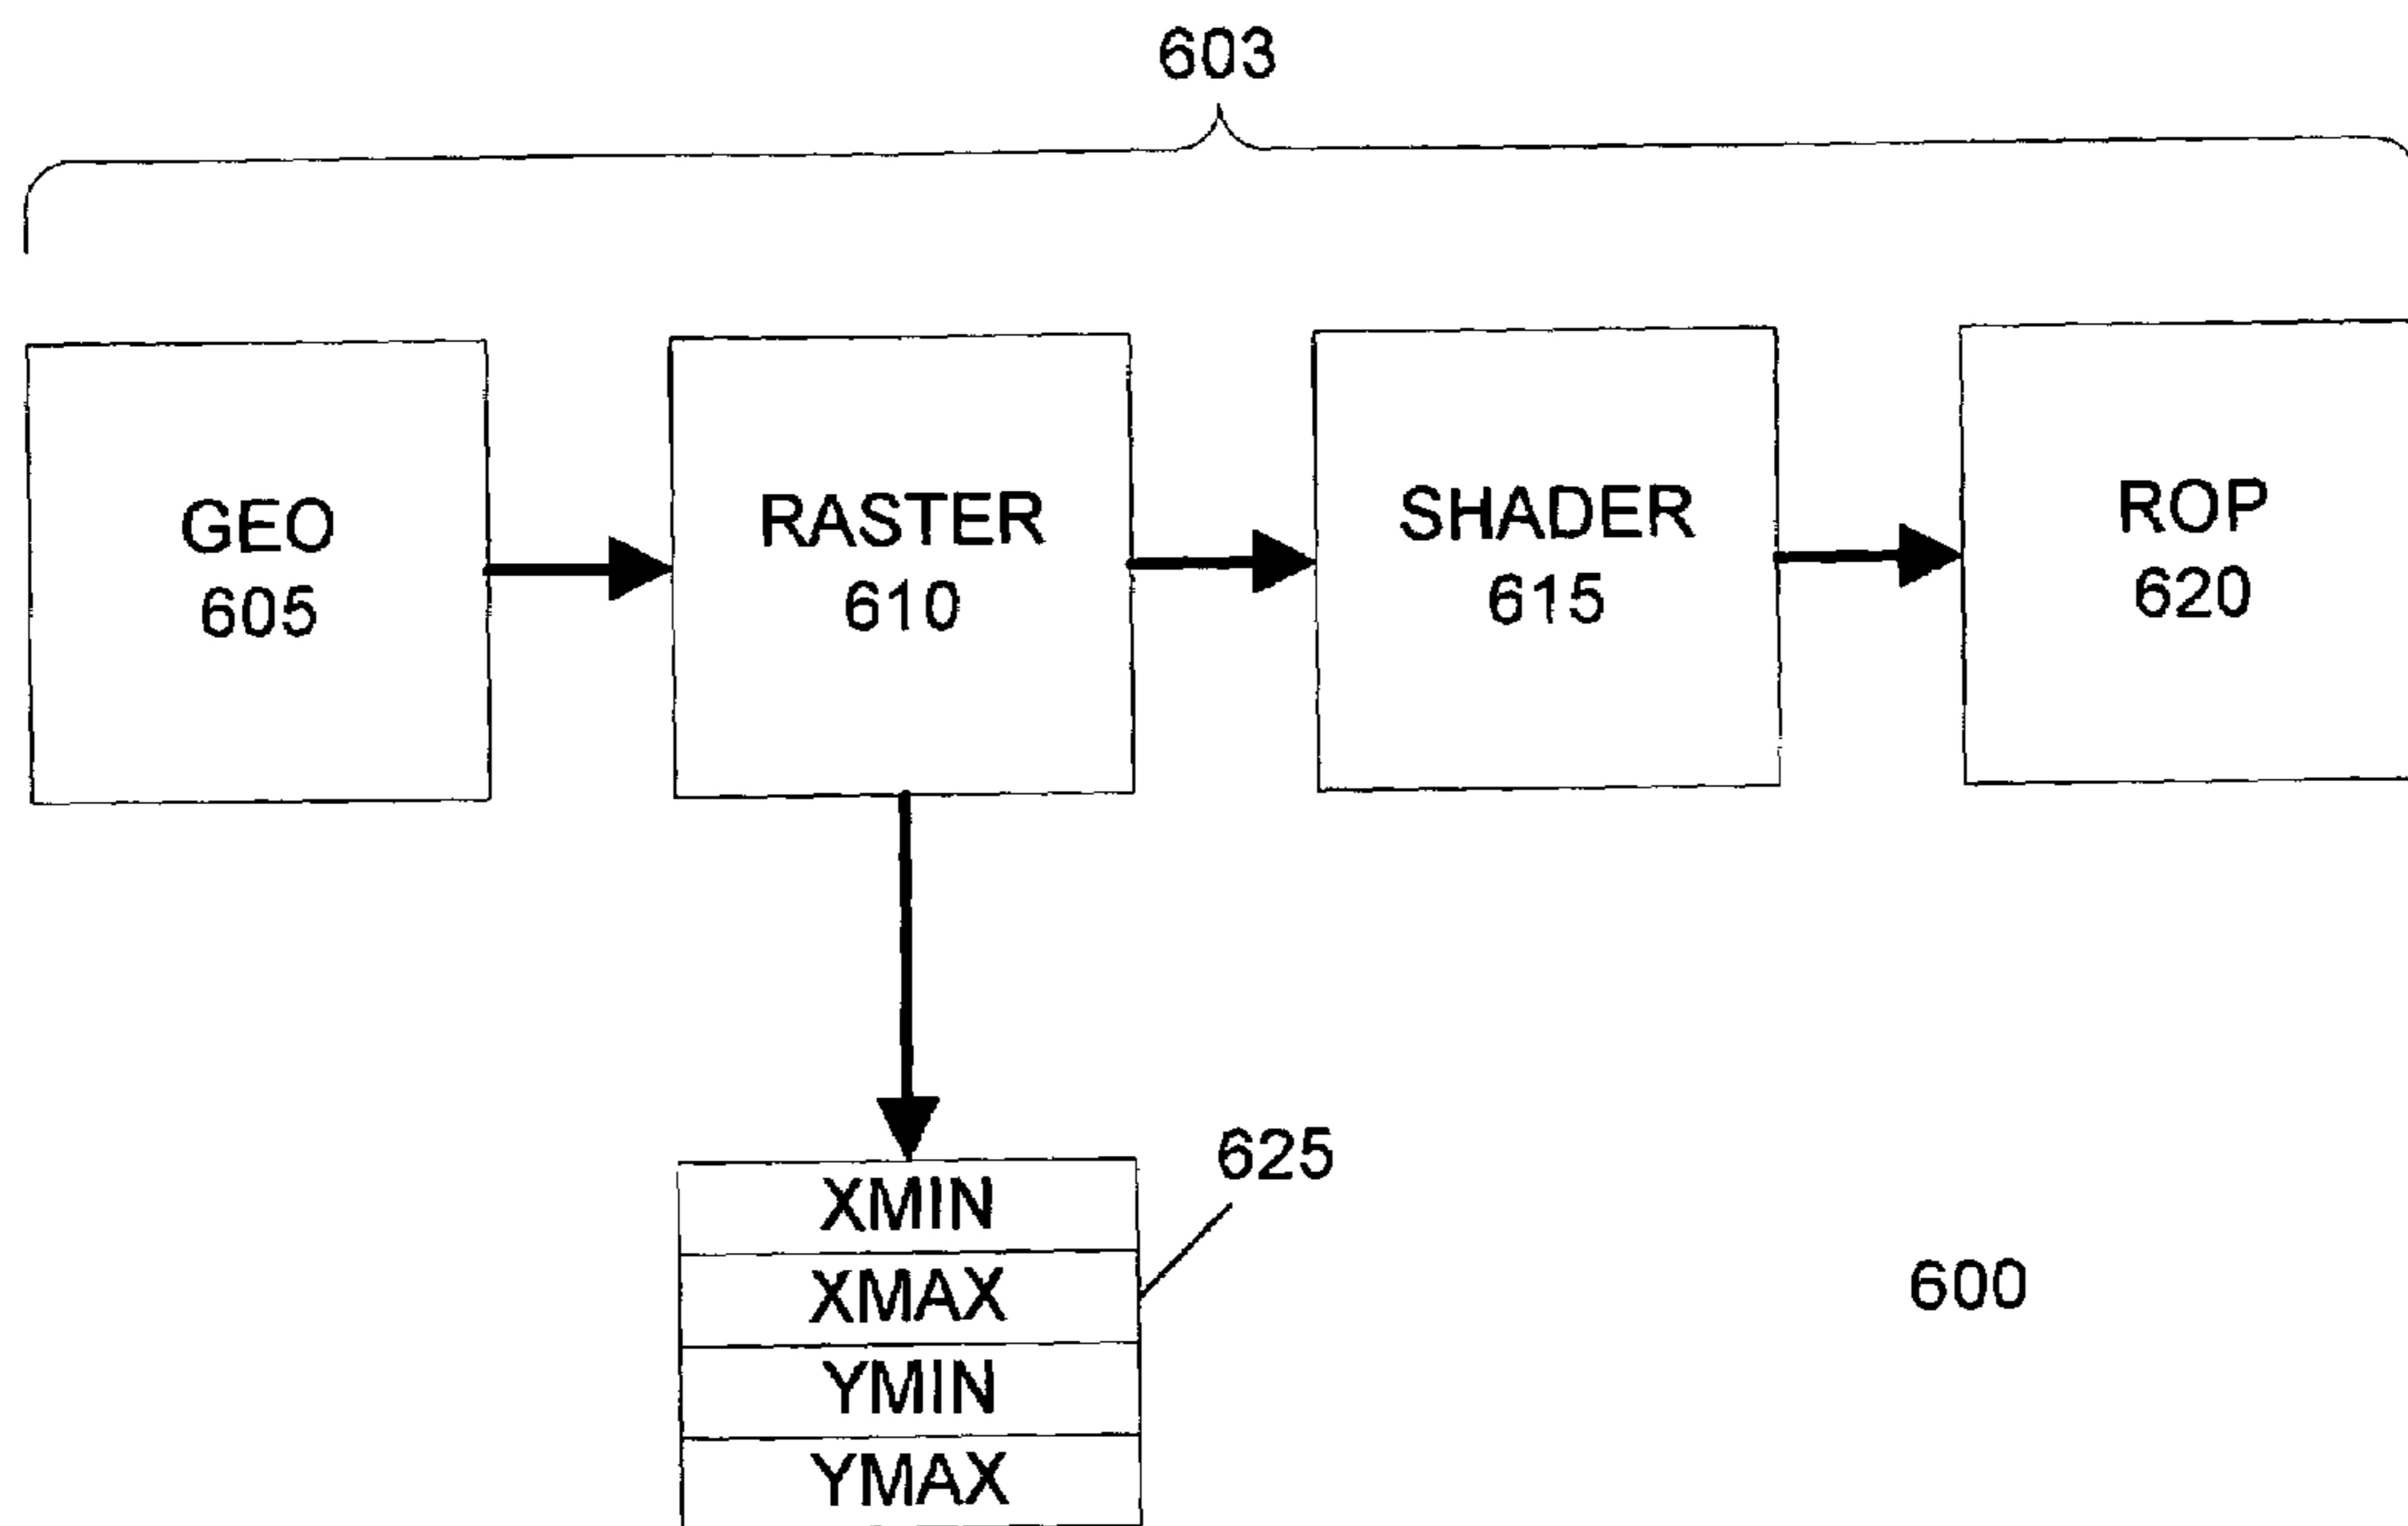 603
GEO
605
RASTER
610
SHADER
615
ROP
620
625
XMIN
XMAX
YMIN
YMAX
600